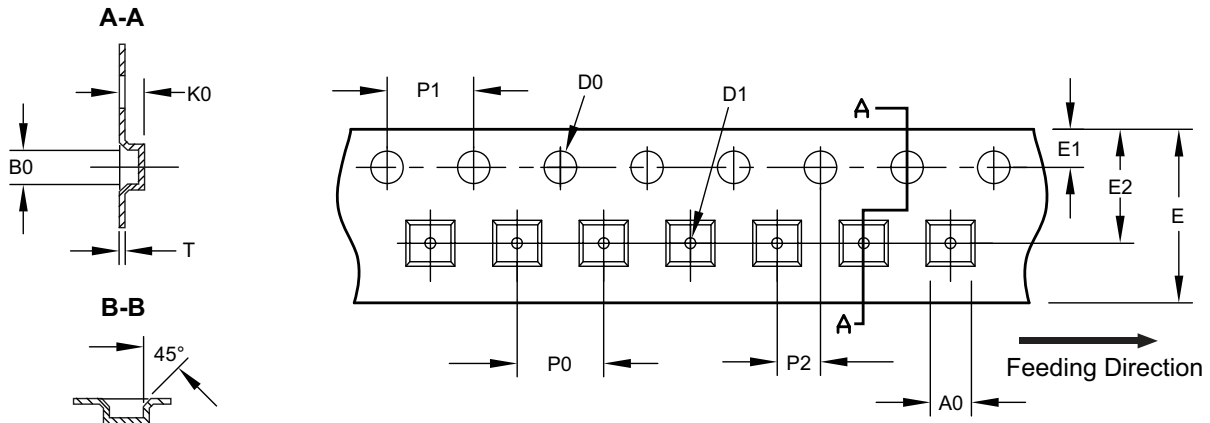 A-A
K0
B0
T
B-B
45°
P1
D0
D1
A
E1
E2
E
A
P0
P2
A0
Feeding Direction